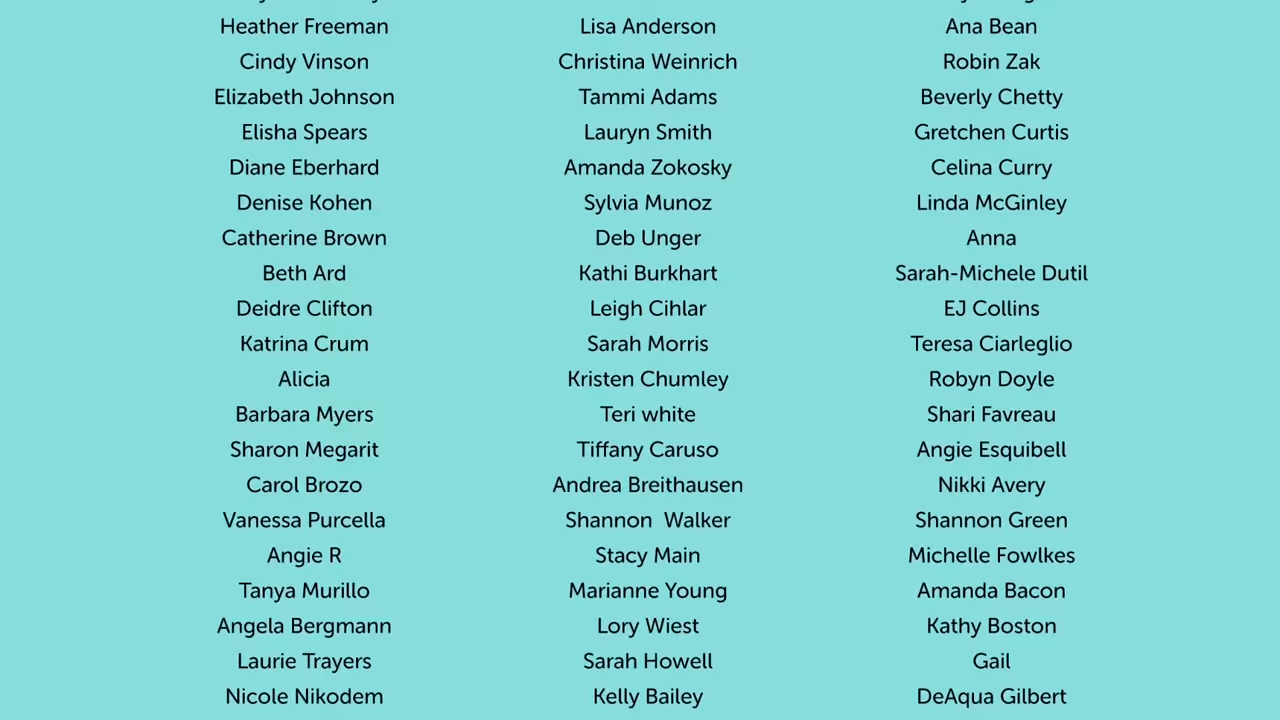 Heather Freeman Lisa Anderson Ana Bean
Cindy Vinson Christina Weinrich Robin Zak
Elizabeth Johnson Tammi Adams Beverly Chetty
Elisha Spears Lauryn Smith Gretchen Curtis
Diane Eberhard Amanda Zokosky Celina Curry
Denise Kohen Sylvia Munoz Linda McGinley
Catherine Brown Deb Unger Anna
Beth Ard Kathi Burkhart Sarah-Michele Dutil
Deidre Clifton Leigh Cihlar EJ Collins
Katrina Crum Sarah Morris Teresa Ciarleglio
Alicia Kristen Chumley Robyn Doyle
Barbara Myers Teri white Shari Favreau
Sharon Megarit Tiffany Caruso Angie Esquibell
Carol Brozo Andrea Breithausen Nikki Avery
Vanessa Purcella Shannon  Walker Shannon Green
Angie R Stacy Main Michelle Fowlkes
Tanya Murillo Marianne Young Amanda Bacon
Angela Bergmann Lory Wiest Kathy Boston
Laurie Trayers Sarah Howell Gail
Nicole Nikodem Kelly Bailey DeAqua Gilbert